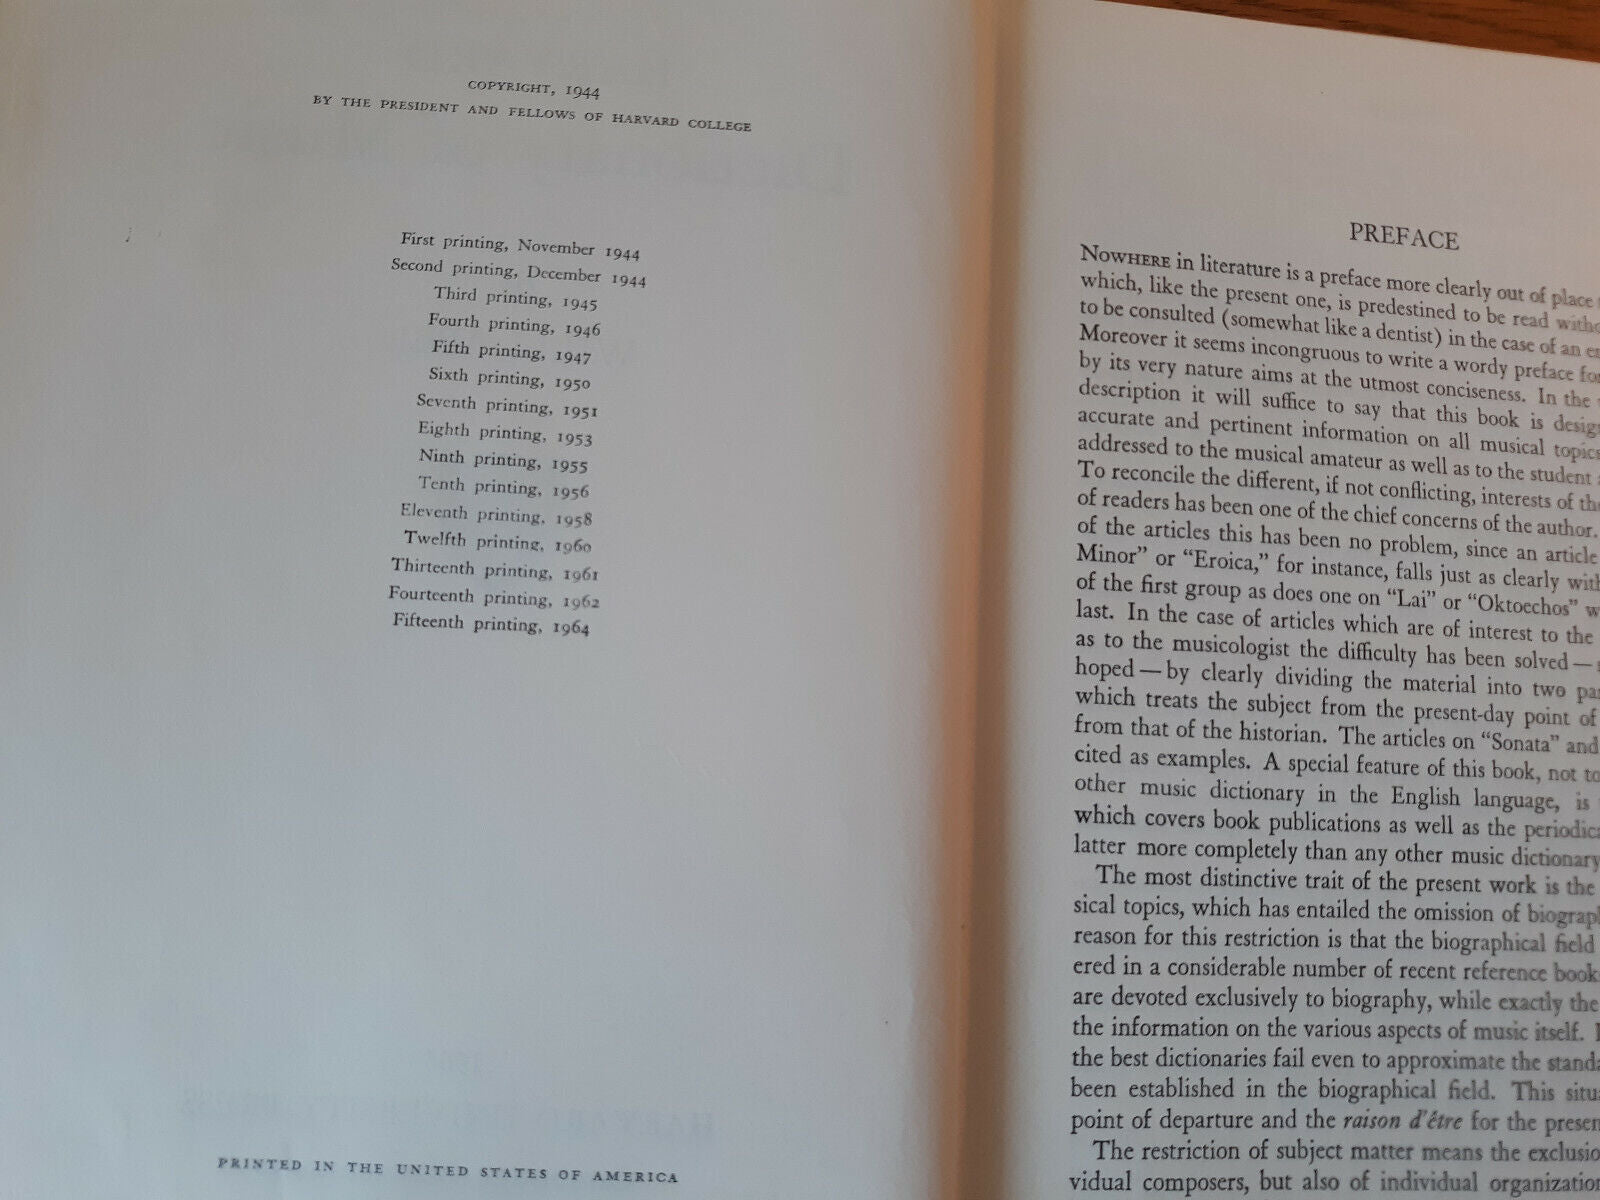 COPYRIGHT, 1944
BY THE PRESIDENT AND FELLOWS OF HARVARD COLLEGE
First printing, November 1944
Second printing, December 1944
Third printing, 1945
Fourth printing, 1946
Fifth printing, 1947
Sixth printing, 1950
Seventh printing, 1951
Eighth printing, 1953
Ninth printing, 1955
Tenth printing, 1956
Eleventh printing, 1958
Twelfth printing, 1960
Thirteenth printing, 1961
Fourteenth printing, 1962
Fifteenth printing, 1964
PRINTED IN THE UNITED STATES OF AMERICA
PREFACE
NOWHERE in literature is a preface more clearly out of place
which, like the present one, is predestined to be read witho
to be consulted (somewhat like a dentist) in the case of an e
Moreover it seems incongruous to write a wordy preface fo
by its very nature aims at the utmost conciseness. In the
description it will suffice to say that this book is desig
accurate and pertinent information on all musical topics
addressed to the musical amateur as well as to the student
To reconcile the different, if not conflicting, interests of the
of readers has been one of the chief concerns of the author.
of the articles this has been no problem, since an article
Minor" or "Eroica," for instance, falls just as clearly with
of the first group as does one on "Lai" or "Oktoechos" w
last. In the case of articles which are of interest to the
as to the musicologist the difficulty has been solved —
hoped — by clearly dividing the material into two pa
which treats the subject from the present-day point of
from that of the historian. The articles on "Sonata" and
cited as examples. A special feature of this book, not to
other music dictionary in the English language, is
which covers book publications as well as the periodic
latter more completely than any other music dictionary
The most distinctive trait of the present work is the
sical topics, which has entailed the omission of biograp
reason for this restriction is that the biographical field
ered in a considerable number of recent reference book
are devoted exclusively to biography, while exactly the
the information on the various aspects of music itself.
the best dictionaries fail even to approximate the standa
been established in the biographical field. This situa
point of departure and the raison d'être for the presen
The restriction of subject matter means the exclusio
vidual composers, but also of individual organization